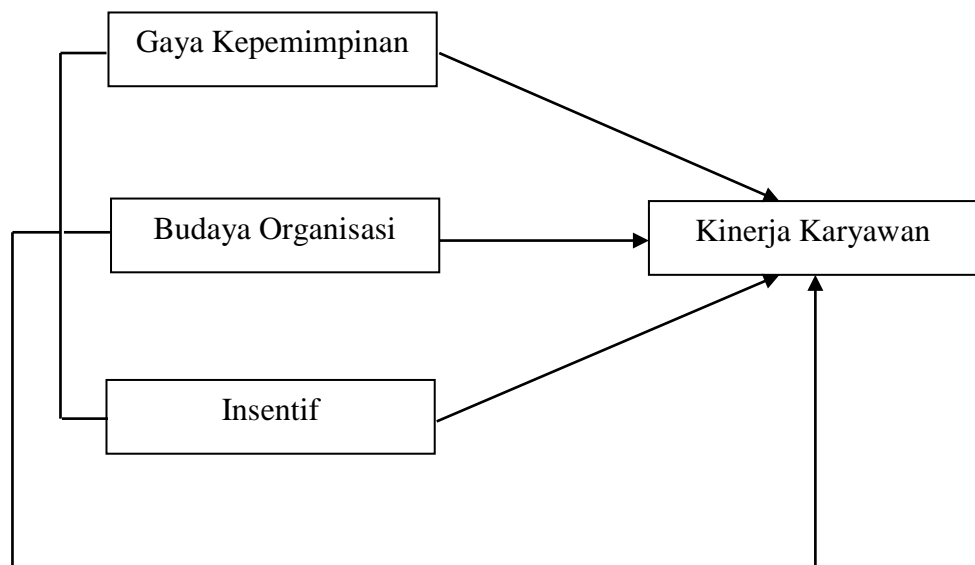 Gaya Kepemimpinan
Budaya Organisasi
Kinerja Karyawan
Insentif